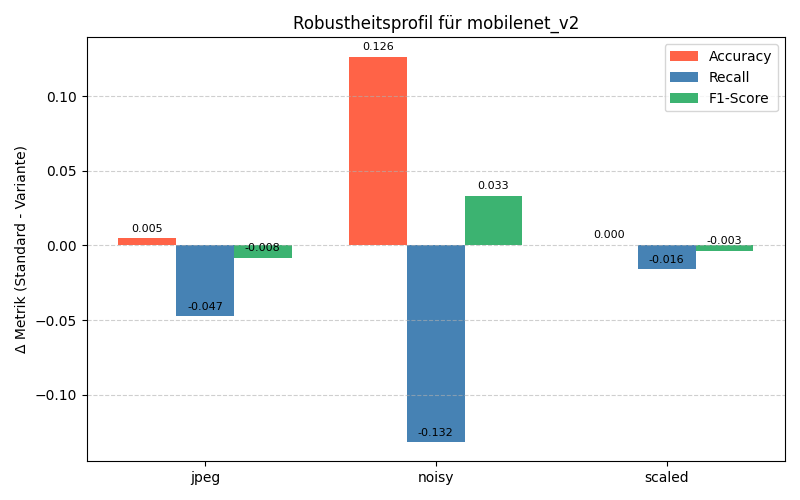 Robustheitsprofil für mobilenet_v2
Δ Metrik (Standard - Variante)
0.10
0.05
0.00
−0.05
−0.10
0.126
0.005
0.033
0.000
-0.008
-0.003
-0.047
-0.016
-0.132
Accuracy
Recall
F1-Score
jpeg
noisy
scaled